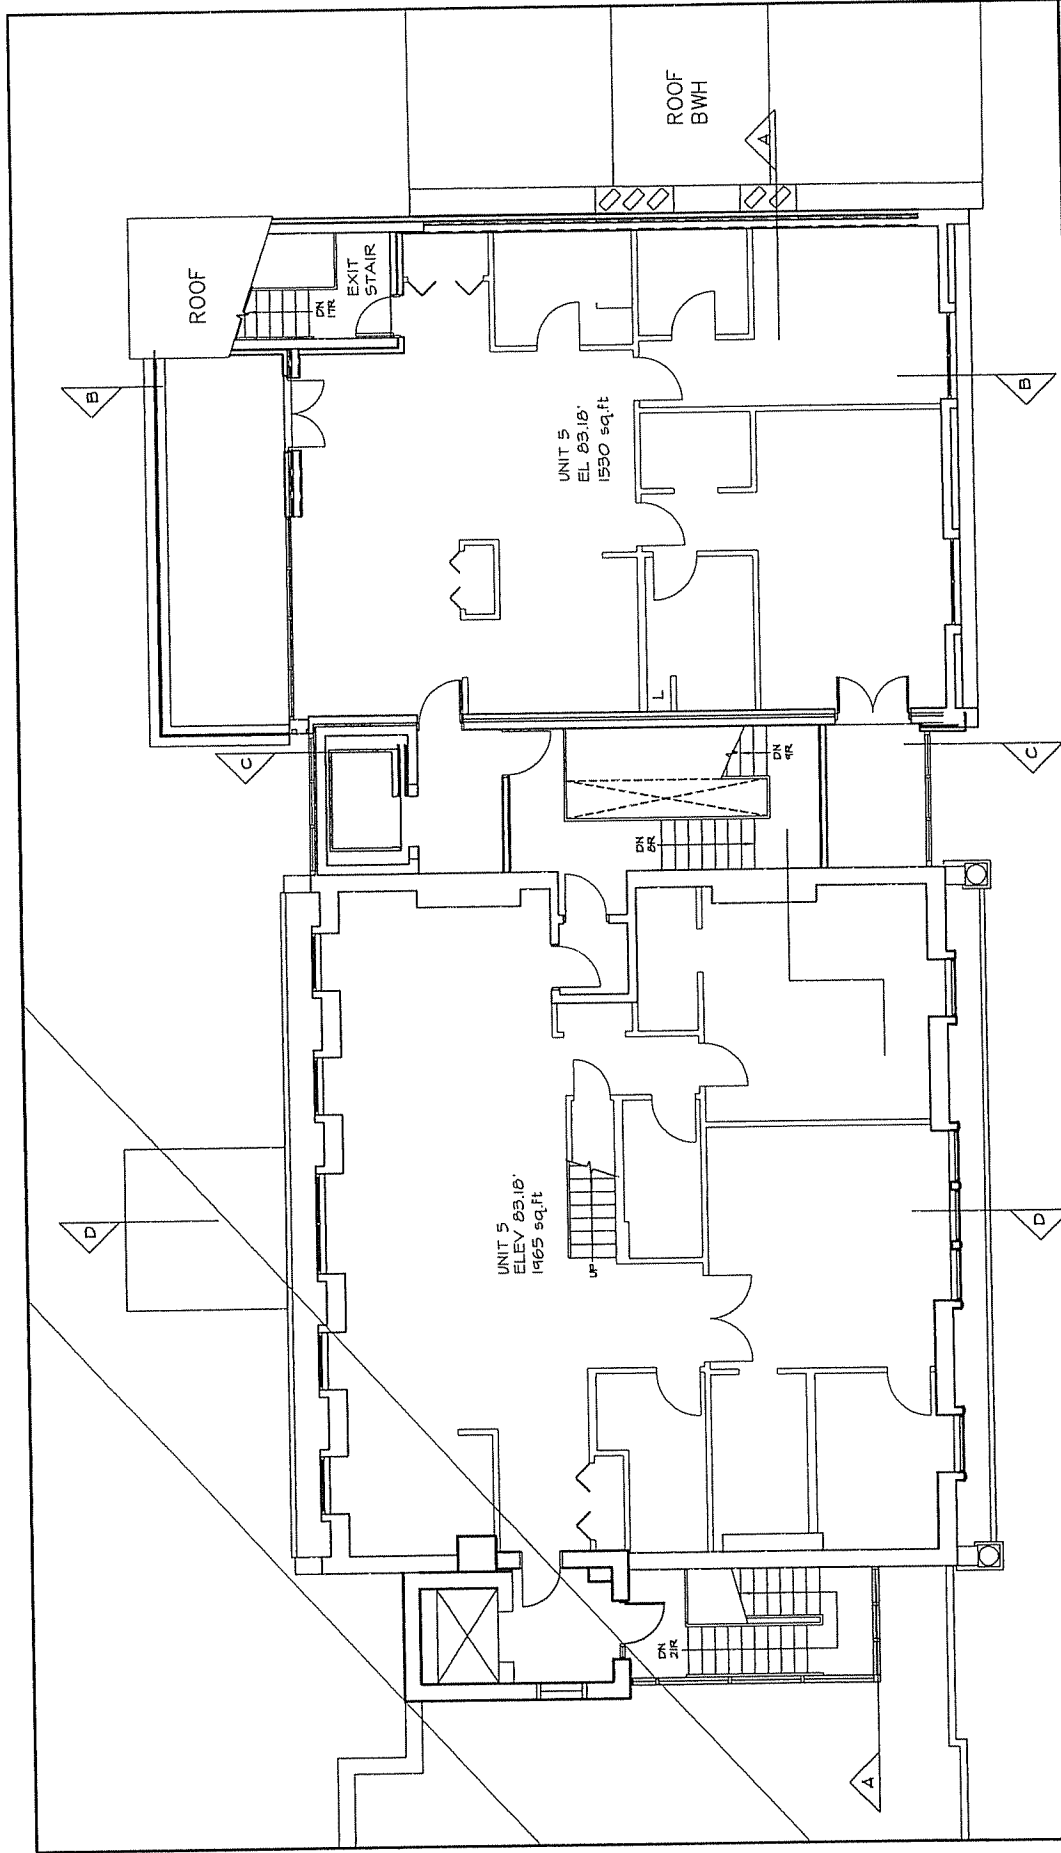 ROOF
BWH
A
ROOF
EXIT
STAIR
DN
17R
B
B
UNIT 5
EL 83.18'
1530 sq.ft
L
C
C
DN
9R
DN
8R
D
D
UNIT 5
ELEV 83.18'
1965 sq.ft
UP
DN
21R
A